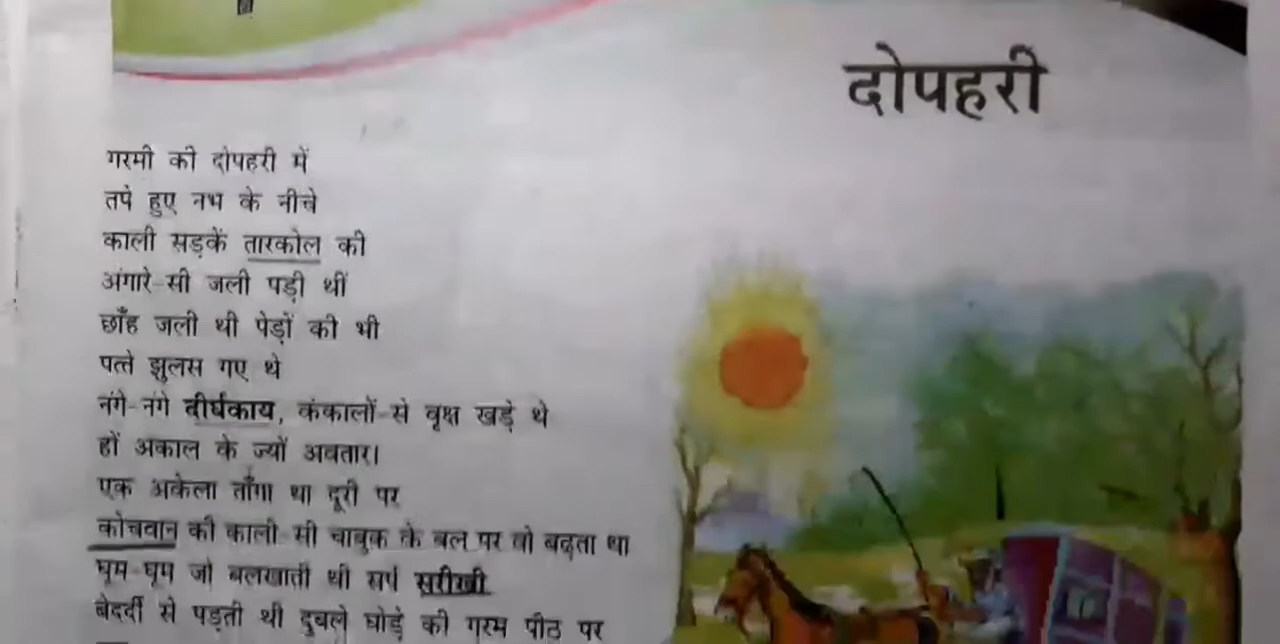 दोपहरी
गरमी की दोपहरी में
तपे हुए नभ के नीचे
काली सड़कें तारकोल की
अंगारे-सी जली पड़ी थीं
छाँह जली थी पेड़ों की भी
पत्ते झुलस गए थे
नंगे-नंगे दीर्घकाय, कंकालों-से वृक्ष खड़े थे
हों अकाल के ज्यों अवतार।
एक अकेला ताँगा था दूरी पर
कोचवान की काली सी चाबुक के बल पर वो बढ़ता था
घूम-घूम जो बलखाती थी सर्प सरीखी
बेदर्दी से पड़ती थी दुबले घोड़े की गरम पीठ पर